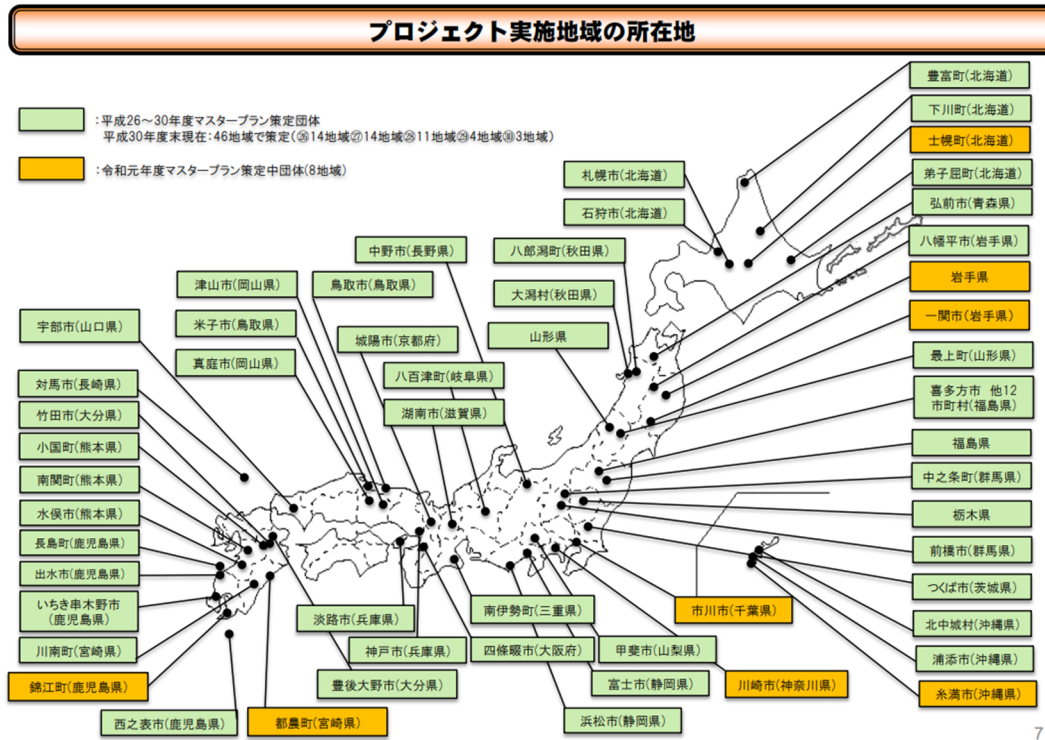 プロジェクト実施地域の所在地
：平成26～30年度マスタープラン策定団体
平成30年度末現在：46地域で策定(㉖14地域㉗14地域㉘11地域㉙4地域㉚3地域)
：令和元年度マスタープラン策定中団体(8地域)
豊富町(北海道)
下川町(北海道)
士幌町(北海道)
弟子屈町(北海道)
札幌市(北海道)
石狩市(北海道)
弘前市(青森県)
八幡平市(岩手県)
岩手県
一関市(岩手県)
最上町(山形県)
喜多方市 他12
市町村(福島県)
福島県
中之条町(群馬県)
栃木県
前橋市(群馬県)
つくば市(茨城県)
北中城村(沖縄県)
浦添市(沖縄県)
糸満市(沖縄県)
中野市(長野県)
八郎潟町(秋田県)
大潟村(秋田県)
山形県
津山市(岡山県)
鳥取市(鳥取県)
米子市(鳥取県)
城陽市(京都府)
真庭市(岡山県)
八百津町(岐阜県)
湖南市(滋賀県)
宇部市(山口県)
対馬市(長崎県)
竹田市(大分県)
小国町(熊本県)
南関町(熊本県)
水俣市(熊本県)
長島町(鹿児島県)
出水市(鹿児島県)
いちき串木野市
(鹿児島県)
川南町(宮崎県)
錦江町(鹿児島県)
西之表市(鹿児島県)
都農町(宮崎県)
淡路市(兵庫県)
神戸市(兵庫県)
豊後大野市(大分県)
南伊勢町(三重県)
四條畷市(大阪府)
甲斐市(山梨県)
富士市(静岡県)
浜松市(静岡県)
市川市(千葉県)
川崎市(神奈川県)
7